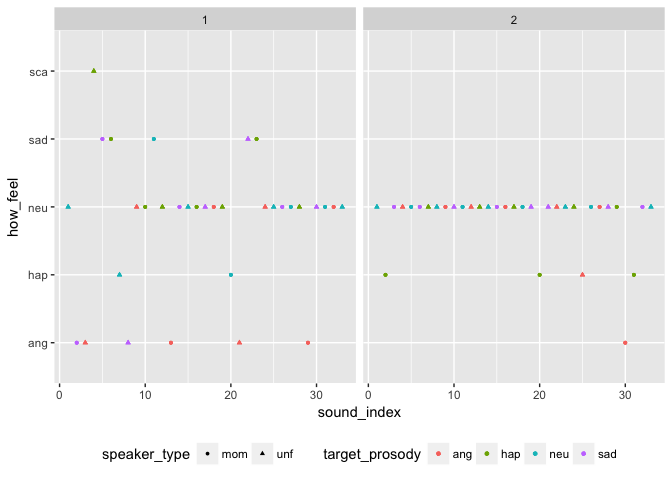 1 2
sca
sad
neu
hap
ang
how_feel
0 10 20 30 0 10 20 30
sound_index
speaker_type mom unf target_prosody ang hap neu sad